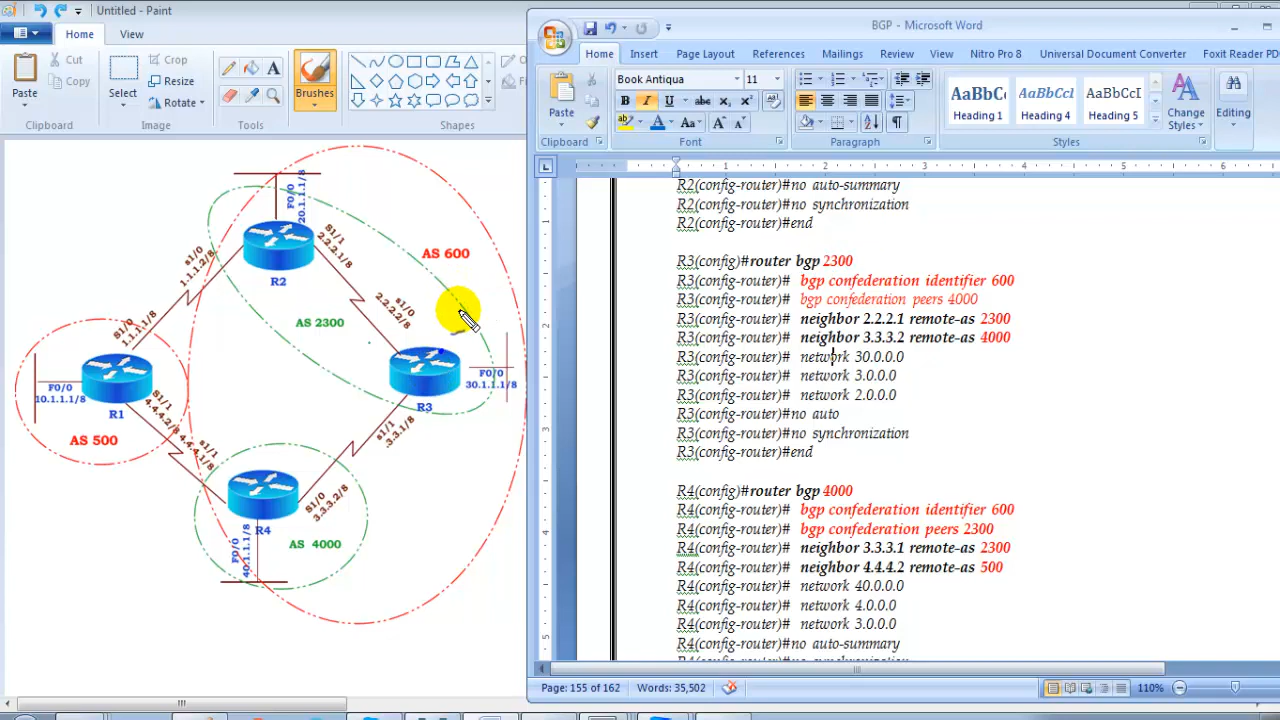 Untitled - Paint
Home
View
Paste
Cut
Copy
Clipboard
Select
Crop
Resize
Rotate
Image
Tools
Brushes
Shapes
F0/0
20.1.1.1/8
R2
s1/0
1.1.1.2/8
S1/1
2.2.2.1/8
AS 600
AS 2300
s1/0
2.2.2.2/8
S1/0
1.1.1.1/8
F0/0
10.1.1.1/8
R1
AS 500
F0/0
30.1.1.1/8
R3
S1/1
4.4.4.2/8
s1/1
4.4.4.1/8
s1/1
3.3.3.1/8
S1/0
3.3.3.2/8
R4
F0/0
40.1.1.1/8
AS 4000
BGP - Microsoft Word
Home
Insert
Page Layout
References
Mailings
Review
View
Nitro Pro 8
Universal Document Converter
Foxit Reader PD
Paste
Clipboard
Book Antiqua
11
B
I
U
abc
Font
Paragraph
AaBbCc
AaBbCc
AaBbCcI
Heading 1
Heading 4
Heading 5
Change
Styles
Styles
Editing
1
2
3
4
5
6
R2(config-router)#no auto-summary
R2(config-router)#no synchronization
R2(config-router)#end
R3(config)#router bgp 2300
R3(config-router)# bgp confederation identifier 600
R3(config-router)# bgp confederation peers 4000
R3(config-router)# neighbor 2.2.2.1 remote-as 2300
R3(config-router)# neighbor 3.3.3.2 remote-as 4000
R3(config-router)# network 30.0.0.0
R3(config-router)# network 3.0.0.0
R3(config-router)# network 2.0.0.0
R3(config-router)#no auto
R3(config-router)#no synchronization
R3(config-router)#end
R4(config)#router bgp 4000
R4(config-router)# bgp confederation identifier 600
R4(config-router)# bgp confederation peers 2300
R4(config-router)# neighbor 3.3.3.1 remote-as 2300
R4(config-router)# neighbor 4.4.4.2 remote-as 500
R4(config-router)# network 40.0.0.0
R4(config-router)# network 4.0.0.0
R4(config-router)# network 3.0.0.0
R4(config-router)#no auto-summary
Page: 155 of 162
Words: 35,502
110%